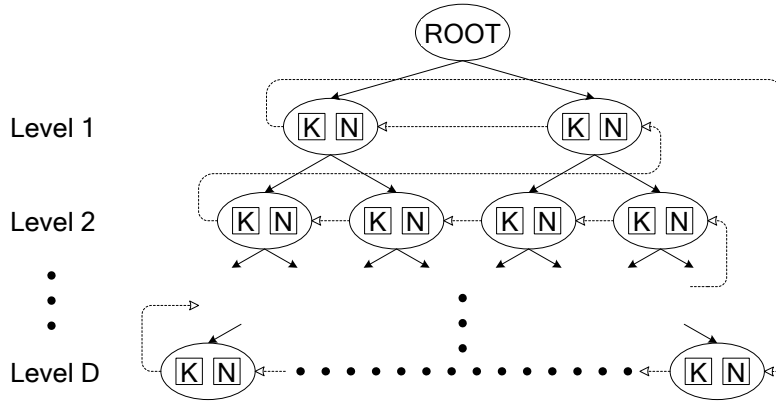 ROOT
Level 1 K N K N
Level 2 K N K N K N K N
Level D K N K N